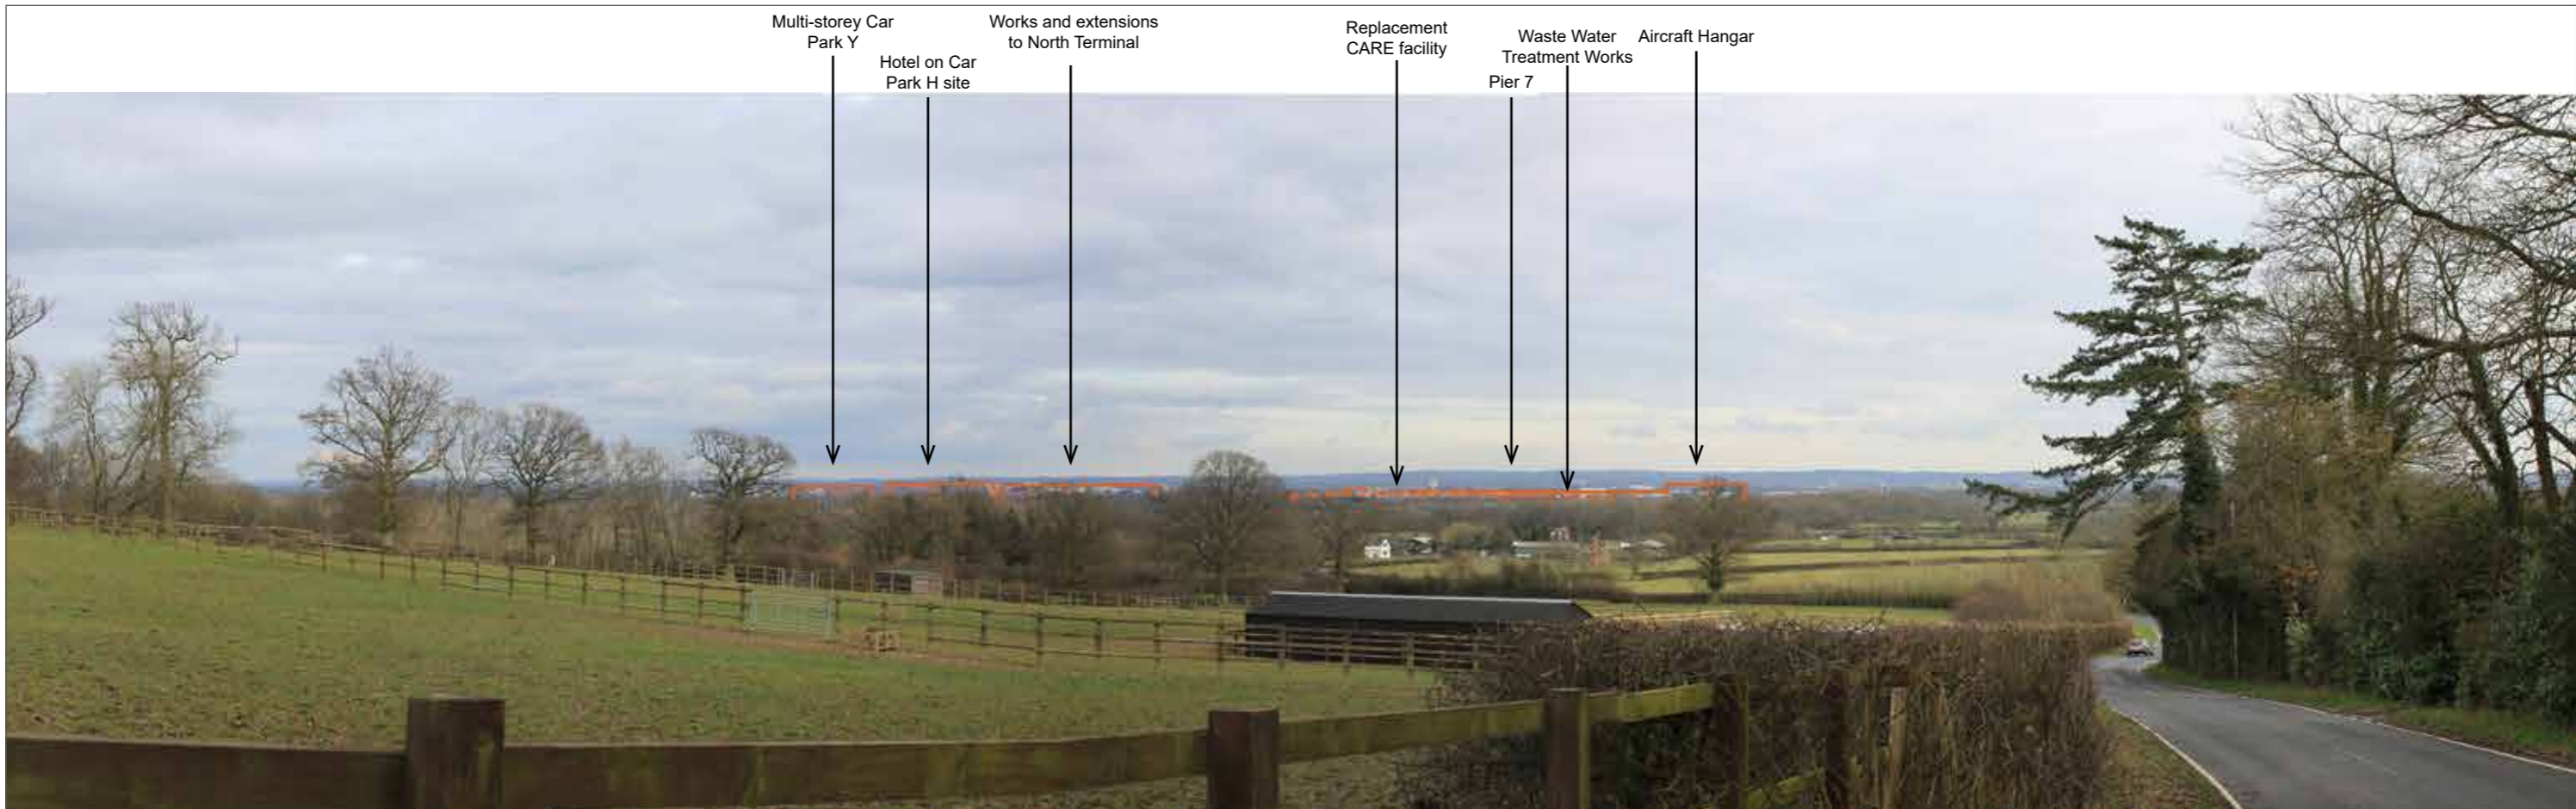 Multi-storey Car
Park Y
Hotel on Car
Park H site
Works and extensions
to North Terminal
Replacement
CARE facility
Pier 7
Waste Water
Treatment Works
Aircraft Hangar